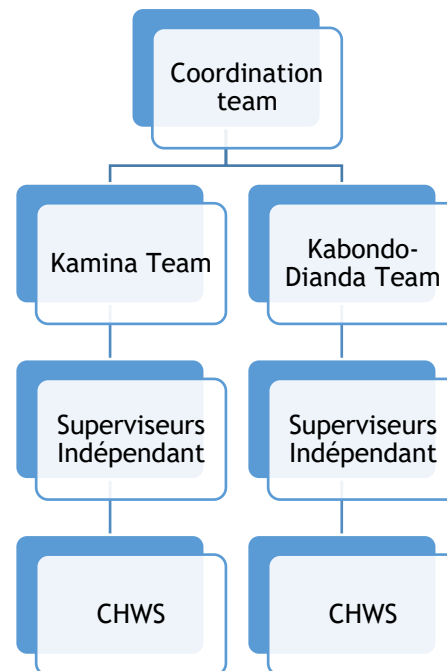 Coordination
team
Kamina Team
Kabondo-
Dianda Team
Superviseurs
Indépendant
Superviseurs
Indépendant
CHWS
CHWS